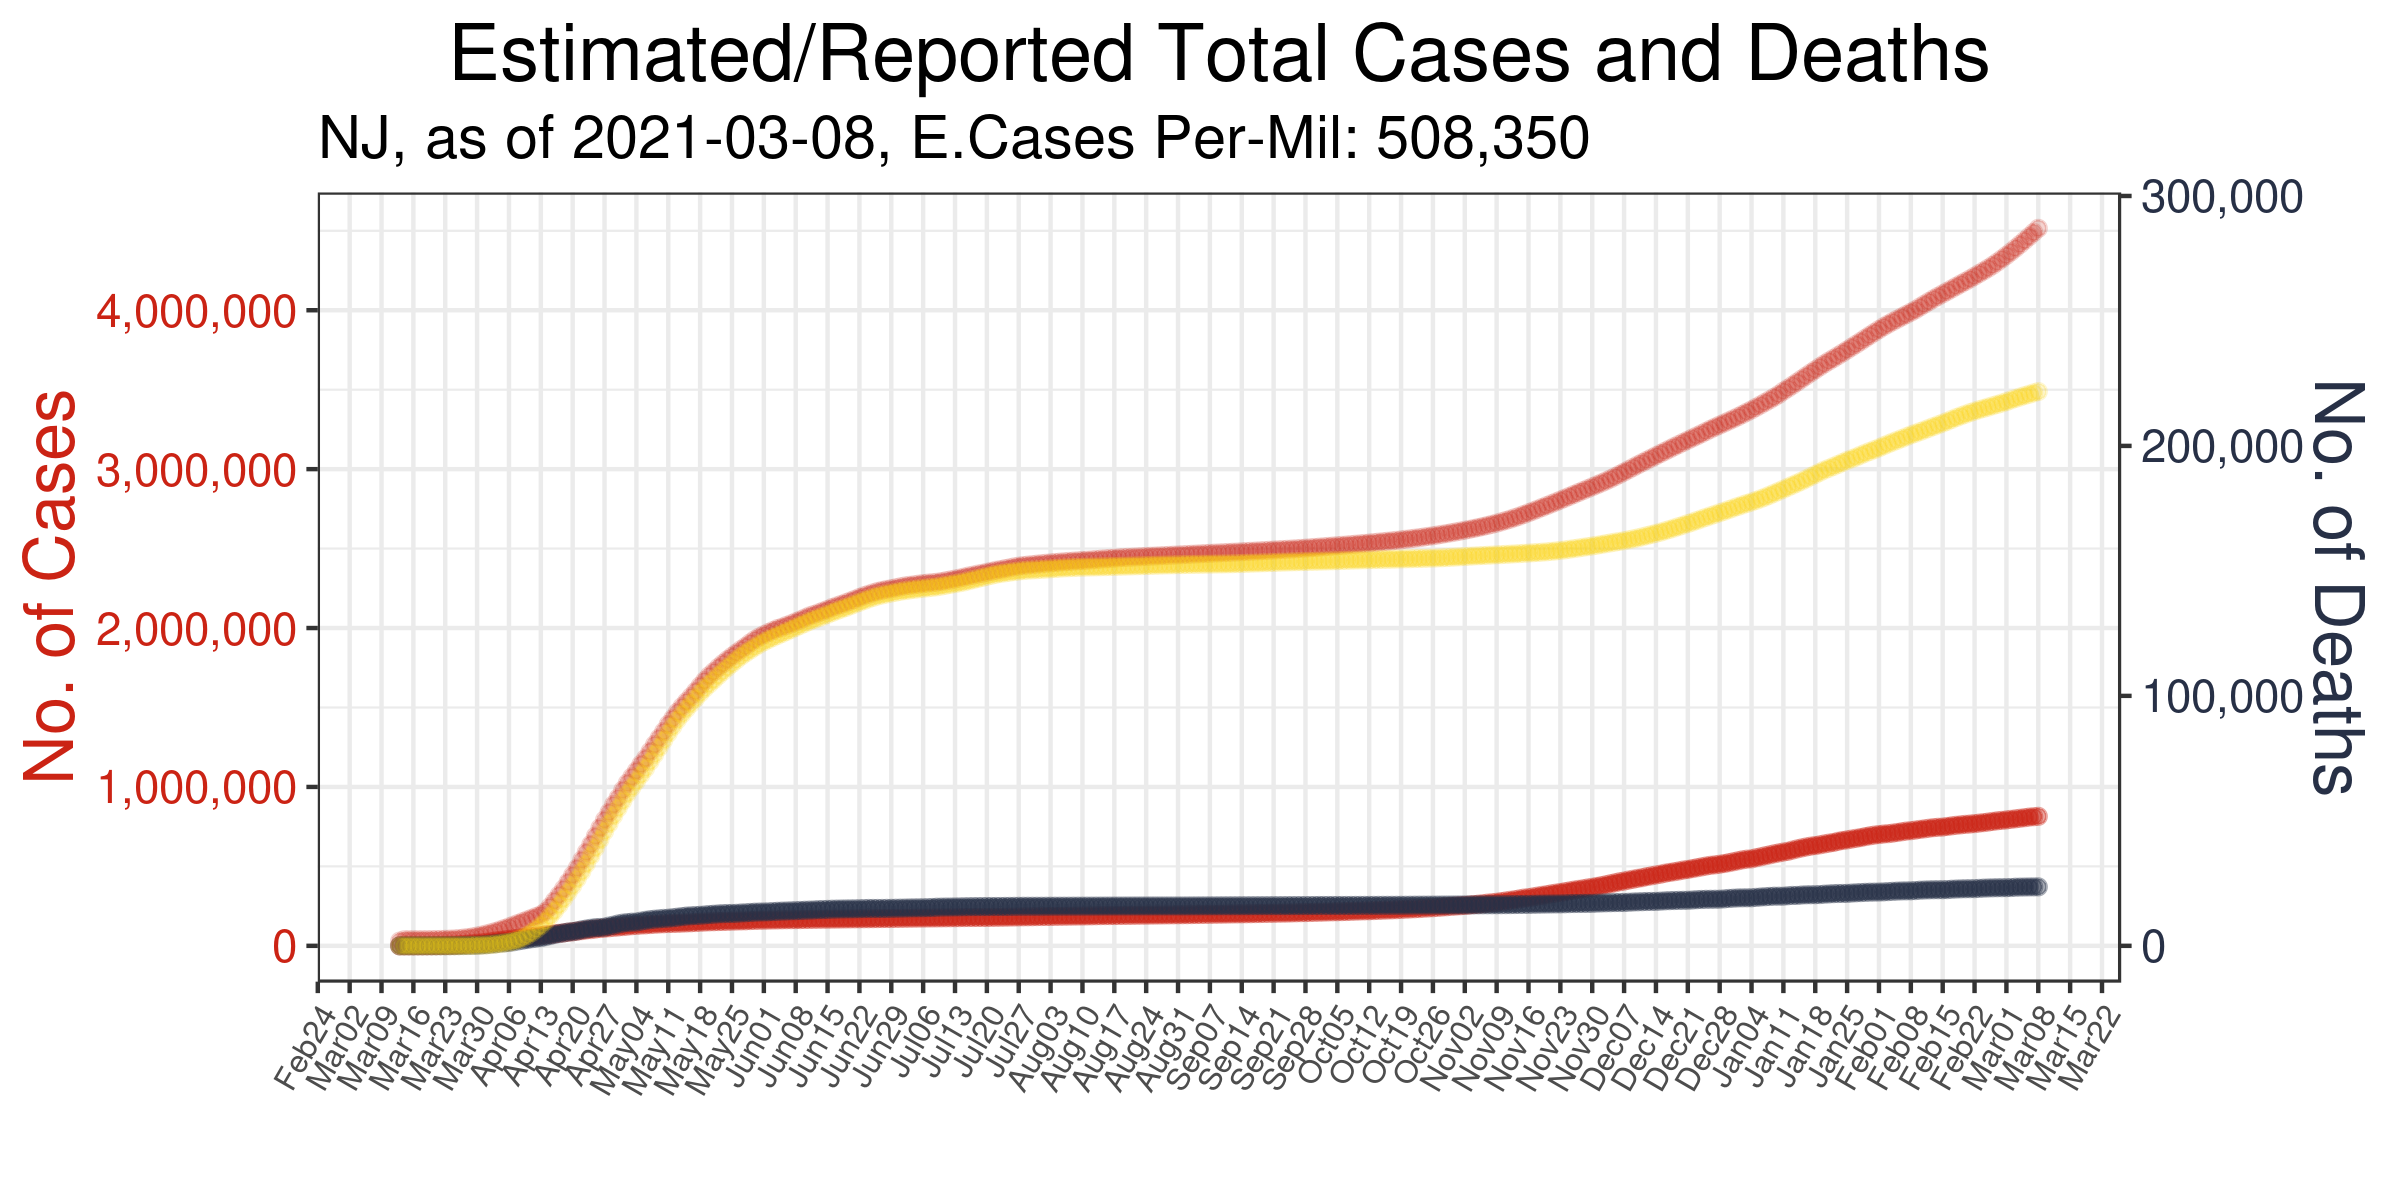 Estimated/Reported Total Cases and Deaths
NJ, as of 2021-03-08, E.Cases Per-Mil: 508,350
No. of Cases
4,000,000
3,000,000
2,000,000
1,000,000
0
300,000
200,000
100,000
0
No. of Deaths
Feb24
Mar02
Mar09
Mar16
Mar23
Mar30
Apr06
Apr13
Apr20
Apr27
May04
May11
May18
May25
Jun01
Jun08
Jun15
Jun22
Jun29
Jul06
Jul13
Jul20
Jul27
Aug03
Aug10
Aug17
Aug24
Aug31
Sep07
Sep14
Sep21
Sep28
Oct05
Oct12
Oct19
Oct26
Nov02
Nov09
Nov16
Nov23
Nov30
Dec07
Dec14
Dec21
Dec28
Jan04
Jan11
Jan18
Jan25
Feb01
Feb08
Feb15
Feb22
Mar01
Mar08
Mar15
Mar22